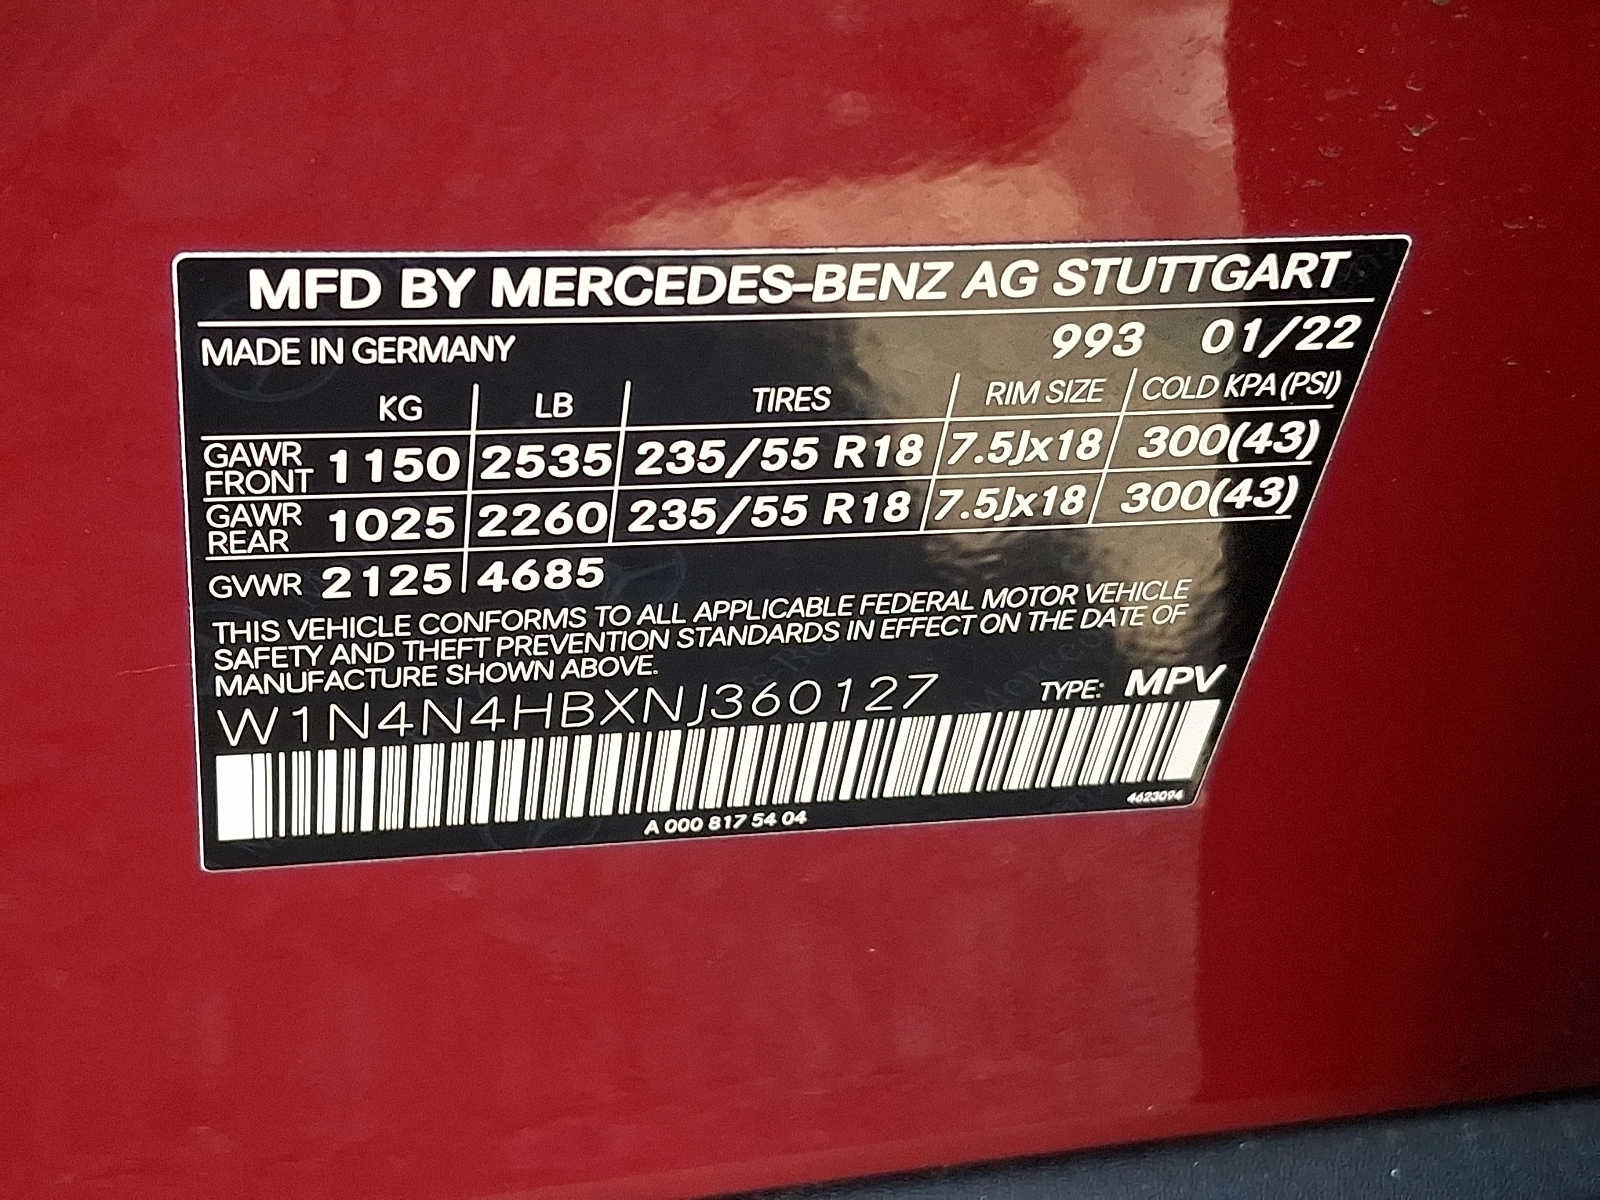 MFD BY MERCEDES-BENZ AG STUTTGART
MADE IN GERMANY 993 01/22
KG LB TIRES RIM SIZE COLD KPA (PSI)
GAWR FRONT 1150 2535 235/55 R18 7.5Jx18 300(43)
GAWR REAR 1025 2260 235/55 R18 7.5Jx18 300(43)
GVWR 2125 4685
THIS VEHICLE CONFORMS TO ALL APPLICABLE FEDERAL MOTOR VEHICLE
SAFETY AND THEFT PREVENTION STANDARDS IN EFFECT ON THE DATE OF
MANUFACTURE SHOWN ABOVE.
W1N4N4HBXNJ360127 TYPE: MPV
A 000 817 54 04 4623094